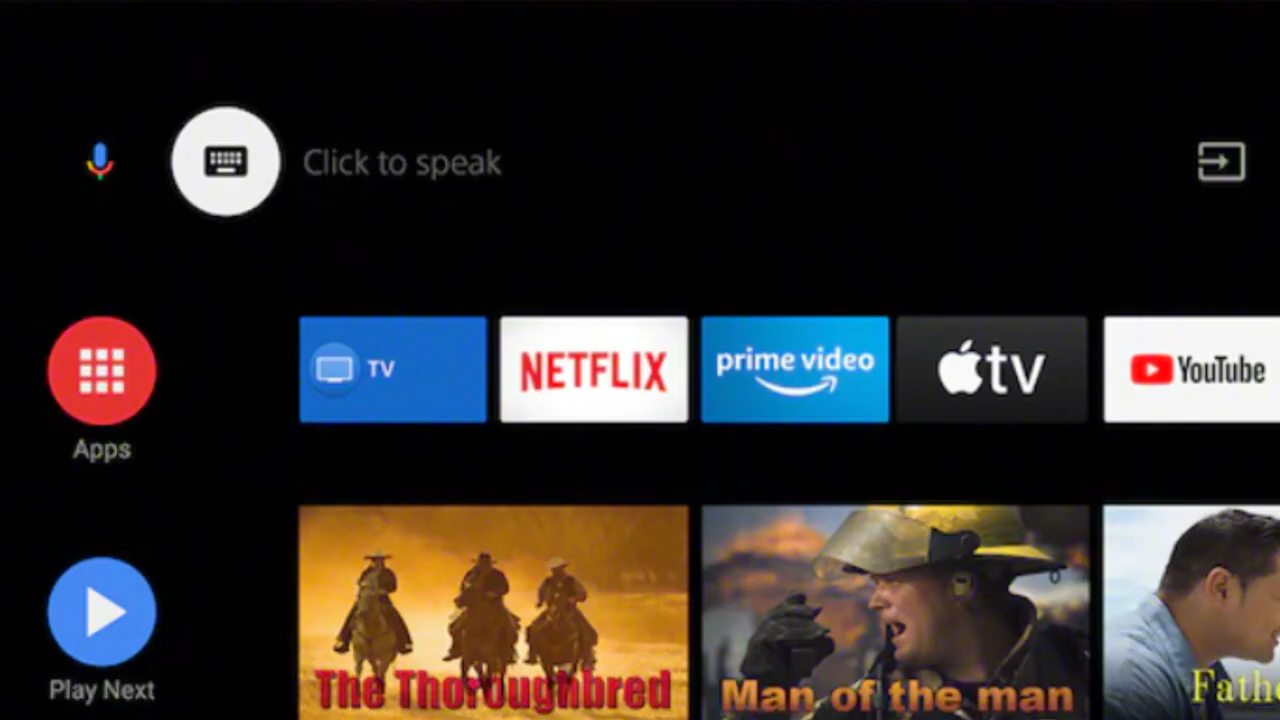 Click to speak
TV
NETFLIX
prime video
tv
YouTube
Apps
The Thoroughbred
Man of the man
Play Next